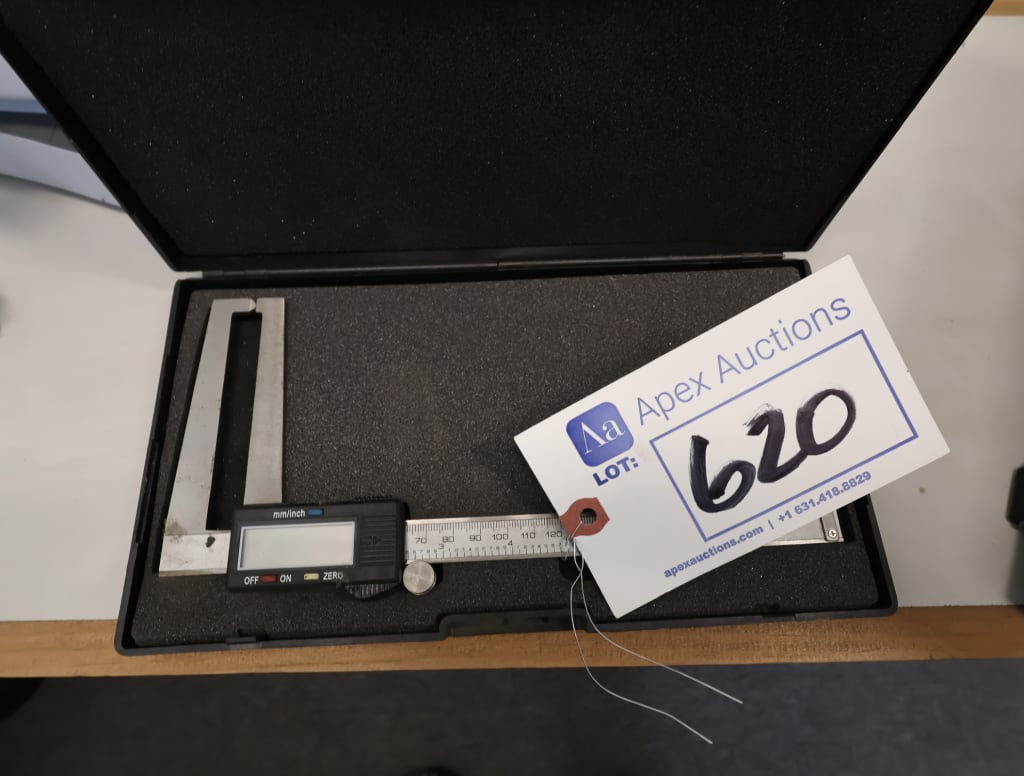 Apex Auctions
Aa
LOT:
620
apexauctions.com | +1 631.418.8829
mm/inch
OFF ON ZERO
70 80 90 100 110 120
3 4